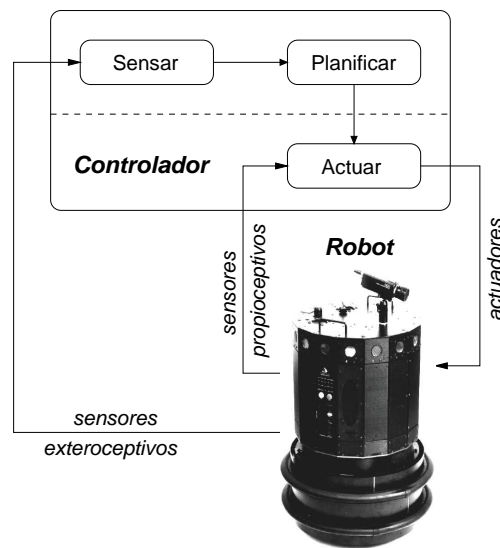 Sensar
Planificar
Controlador
Actuar
sensores
propioceptivos
actuadores
Robot
sensores
exteroceptivos